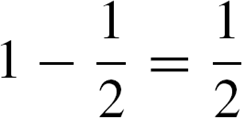 1 − 1/2 = 1/2